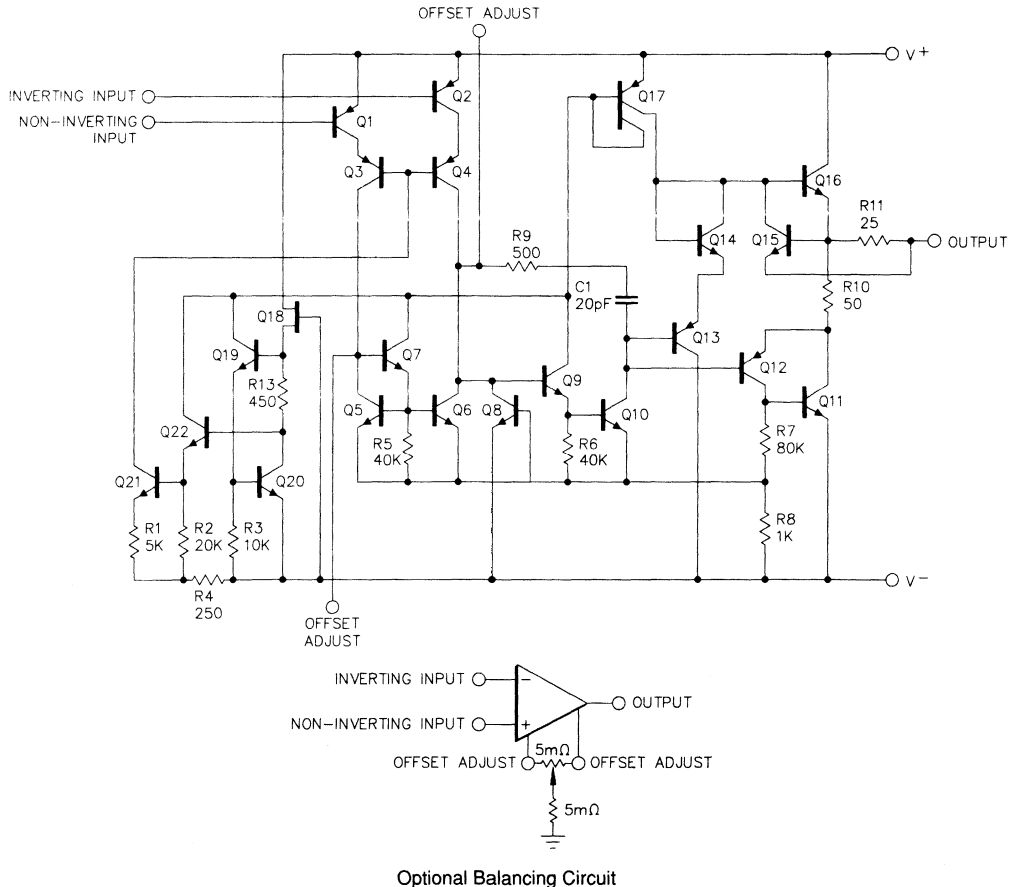 OFFSET ADJUST
V+
INVERTING INPUT
Q2
Q17
NON-INVERTING
INPUT
Q1
Q3
Q4
Q16
R11
25
R9
500
Q14
Q15
OUTPUT
C1
20pF
R10
50
Q18
Q13
Q19
Q7
Q12
R13
450
Q9
Q5
Q6
Q8
Q10
Q11
Q22
R5
40K
R6
40K
R7
80K
Q21
Q20
R1
5K
R2
20K
R3
10K
R8
1K
R4
250
V-
OFFSET
ADJUST
INVERTING INPUT
-
OUTPUT
NON-INVERTING INPUT
+
5mΩ
OFFSET ADJUST
OFFSET ADJUST
5mΩ
Optional Balancing Circuit